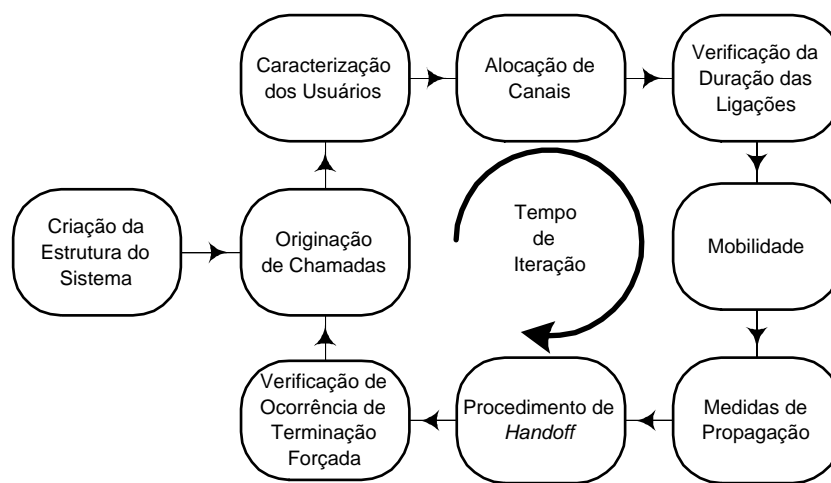 Caracterização
dos Usuários
Alocação de
Canais
Verificação da
Duração das
Ligações
Criação da
Estrutura do
Sistema
Originação
de Chamadas
Tempo
de
Iteração
Mobilidade
Verificação de
Ocorrência de
Terminação
Forçada
Procedimento de
Handoff
Medidas de
Propagação